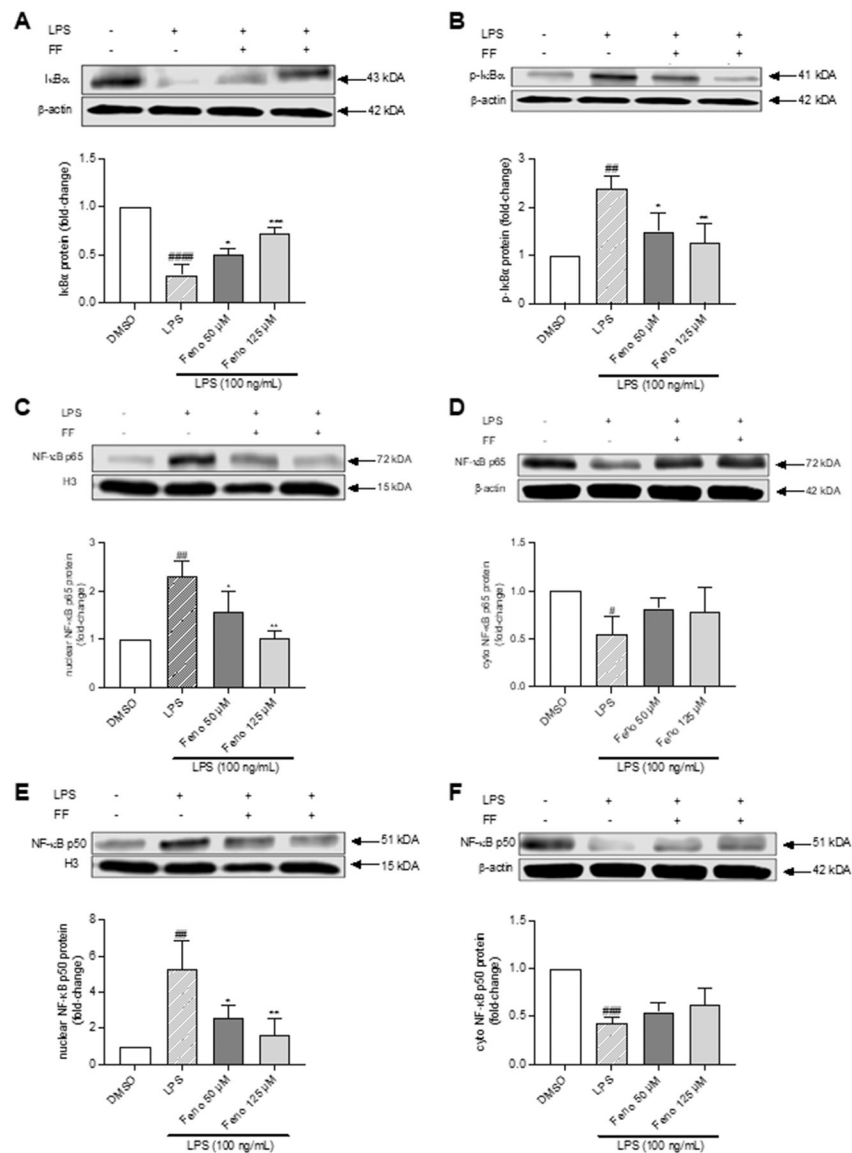 A
LPS - + + +
FF - - + +
IκBα 43 kDA
β-actin 42 kDA
IκBα protein (fold-change)
1.5
1.0
0.5
0.0
####
*
***
DMSO
LPS
Feno 50 µM
Feno 125 µM
LPS (100 ng/mL)
B
LPS - + + +
FF - - + +
p-IκBα 41 kDA
β-actin 42 kDA
p-IκBα protein (fold-change)
3
2
1
0
##
*
**
DMSO
LPS
Feno 50 µM
Feno 125 µM
LPS (100 ng/mL)
C
LPS - + + +
FF - - + +
NF-κB p65 72 kDA
H3 15 kDA
nuclear NF-κB p65 protein
(fold-change)
3
2
1
0
##
*
**
DMSO
LPS
Feno 50 µM
Feno 125 µM
LPS (100 ng/mL)
D
LPS - + + +
FF - - + +
NF-κB p65 72 kDA
β-actin 42 kDA
cyto NF-κB p65 protein
(fold-change)
1.5
1.0
0.5
0.0
#
DMSO
LPS
Feno 50 µM
Feno 125 µM
LPS (100 ng/mL)
E
LPS - + + +
FF - - + +
NF-κB p50 51 kDA
H3 15 kDA
nuclear NF-κB p50 protein
(fold-change)
8
6
4
2
0
##
*
**
DMSO
LPS
Feno 50 µM
Feno 125 µM
LPS (100 ng/mL)
F
LPS - + + +
FF - - + +
NF-κB p50 51 kDA
β-actin 42 kDA
cyto NF-κB p50 protein
(fold-change)
1.5
1.0
0.5
0.0
###
DMSO
LPS
Feno 50 µM
Feno 125 µM
LPS (100 ng/mL)